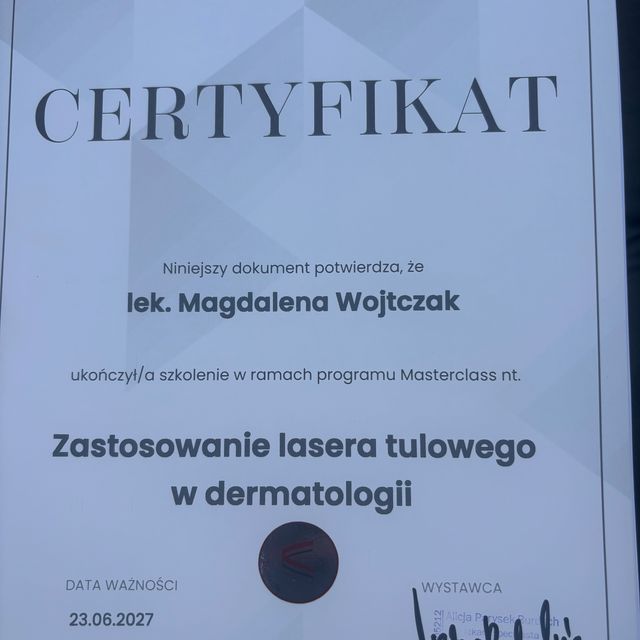 CERTYFIKAT
Niniejszy dokument potwierdza, że
lek. Magdalena Wojtczak
ukończył/a szkolenie w ramach programu Masterclass nt.
Zastosowanie lasera tulowego
w dermatologii
DATA WAŻNOŚCI
WYSTAWCA
23.06.2027
Alicja